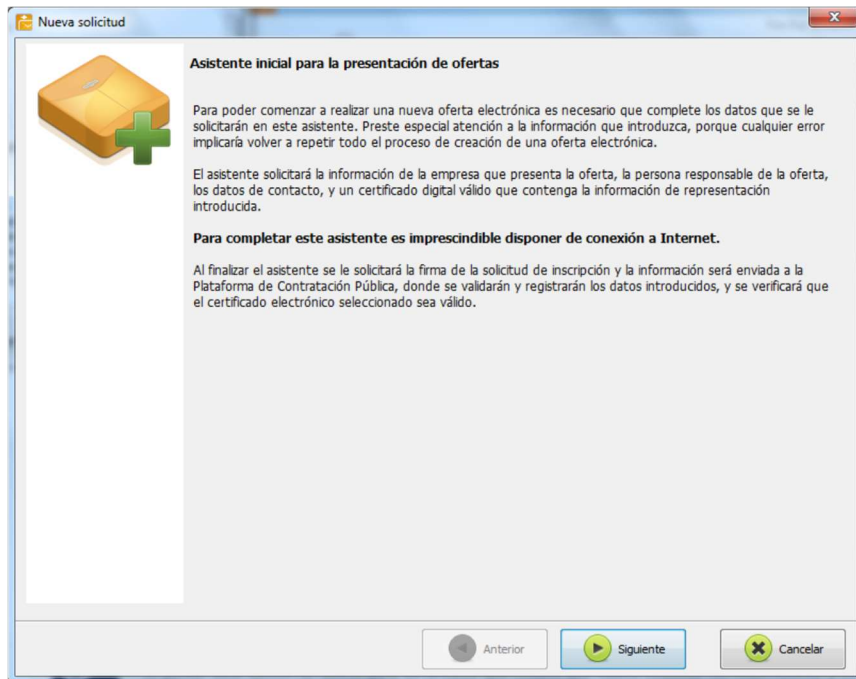 Nueva solicitud
Asistente inicial para la presentación de ofertas
Para poder comenzar a realizar una nueva oferta electrónica es necesario que complete los datos que se le
solicitarán en este asistente. Preste especial atención a la información que introduzca, porque cualquier error
implicaría volver a repetir todo el proceso de creación de una oferta electrónica.
El asistente solicitará la información de la empresa que presenta la oferta, la persona responsable de la oferta,
los datos de contacto, y un certificado digital válido que contenga la información de representación
introducida.
Para completar este asistente es imprescindible disponer de conexión a Internet.
Al finalizar el asistente se le solicitará la firma de la solicitud de inscripción y la información será enviada a la
Plataforma de Contratación Pública, donde se validarán y registrarán los datos introducidos, y se verificará que
el certificado electrónico seleccionado sea válido.
Anterior
Siguiente
Cancelar